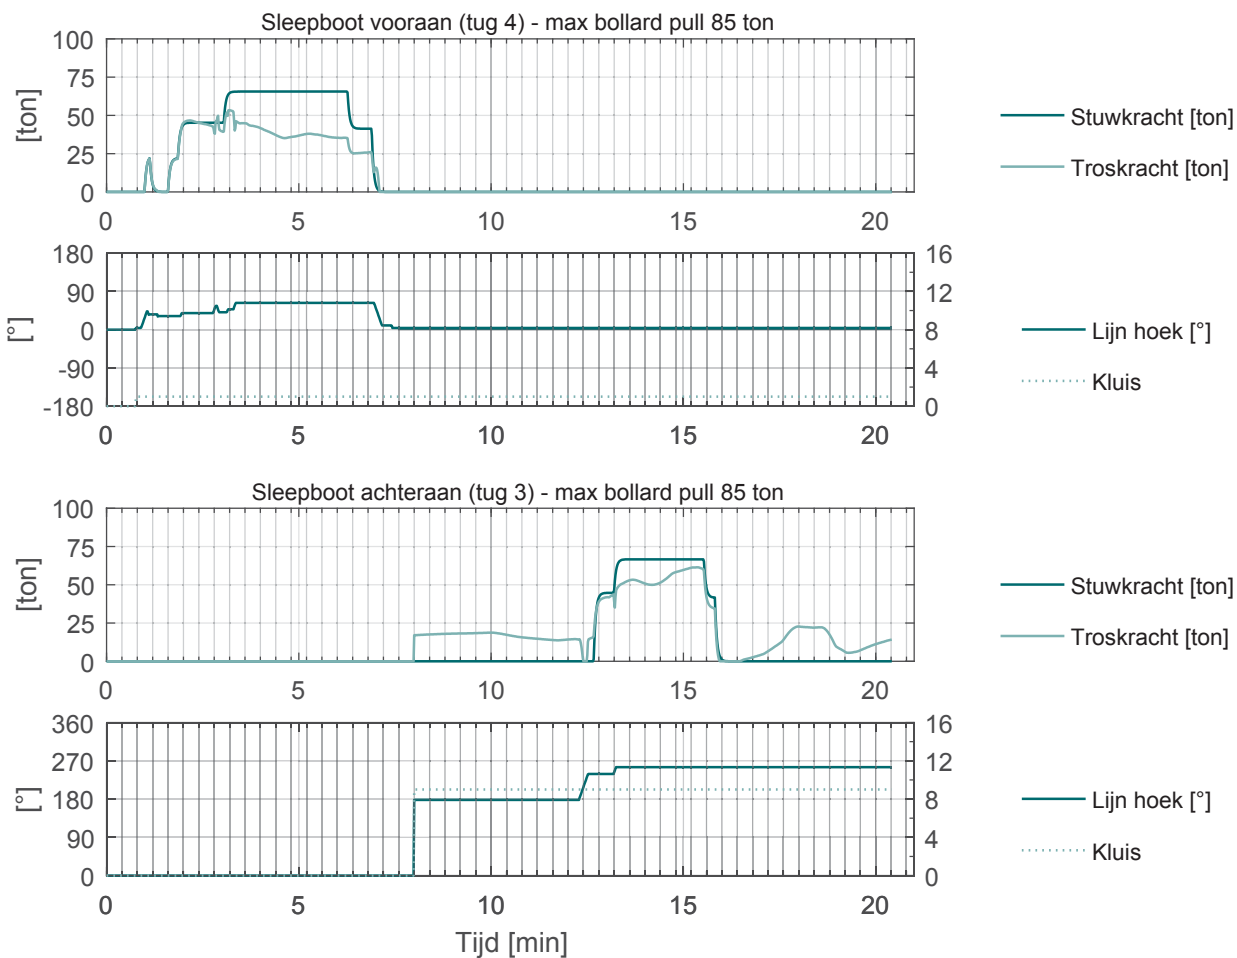 Sleepboot vooraan (tug 4) - max bollard pull 85 ton
100
75
50
25
0
[ton]
0 5 10 15 20
Stuwkracht [ton]
Troskracht [ton]
180
90
0
-90
-180
[°]
16
12
8
4
0
0 5 10 15 20
Lijn hoek [°]
Kluis
Sleepboot achteraan (tug 3) - max bollard pull 85 ton
100
75
50
25
0
[ton]
0 5 10 15 20
Stuwkracht [ton]
Troskracht [ton]
360
270
180
90
0
[°]
16
12
8
4
0
0 5 10 15 20
Lijn hoek [°]
Kluis
Tijd [min]